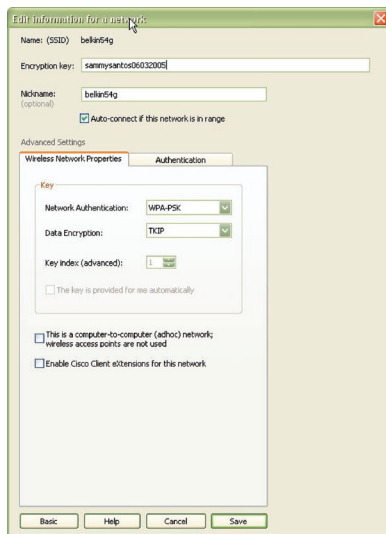 Edit information for a network
Name: (SSID) belkin54g
Encryption key: sammysantos06032005
Nickname: belkin54g
(optional)
Auto-connect if this network is in range
Advanced Settings
Wireless Network Properties Authentication
Key
Network Authentication: WPA-PSK
Data Encryption: TKIP
Key index (advanced): 1
The key is provided for me automatically
This is a computer-to-computer (adhoc) network;
wireless access points are not used
Enable Cisco Client eXtensions for this network
Basic Help Cancel Save